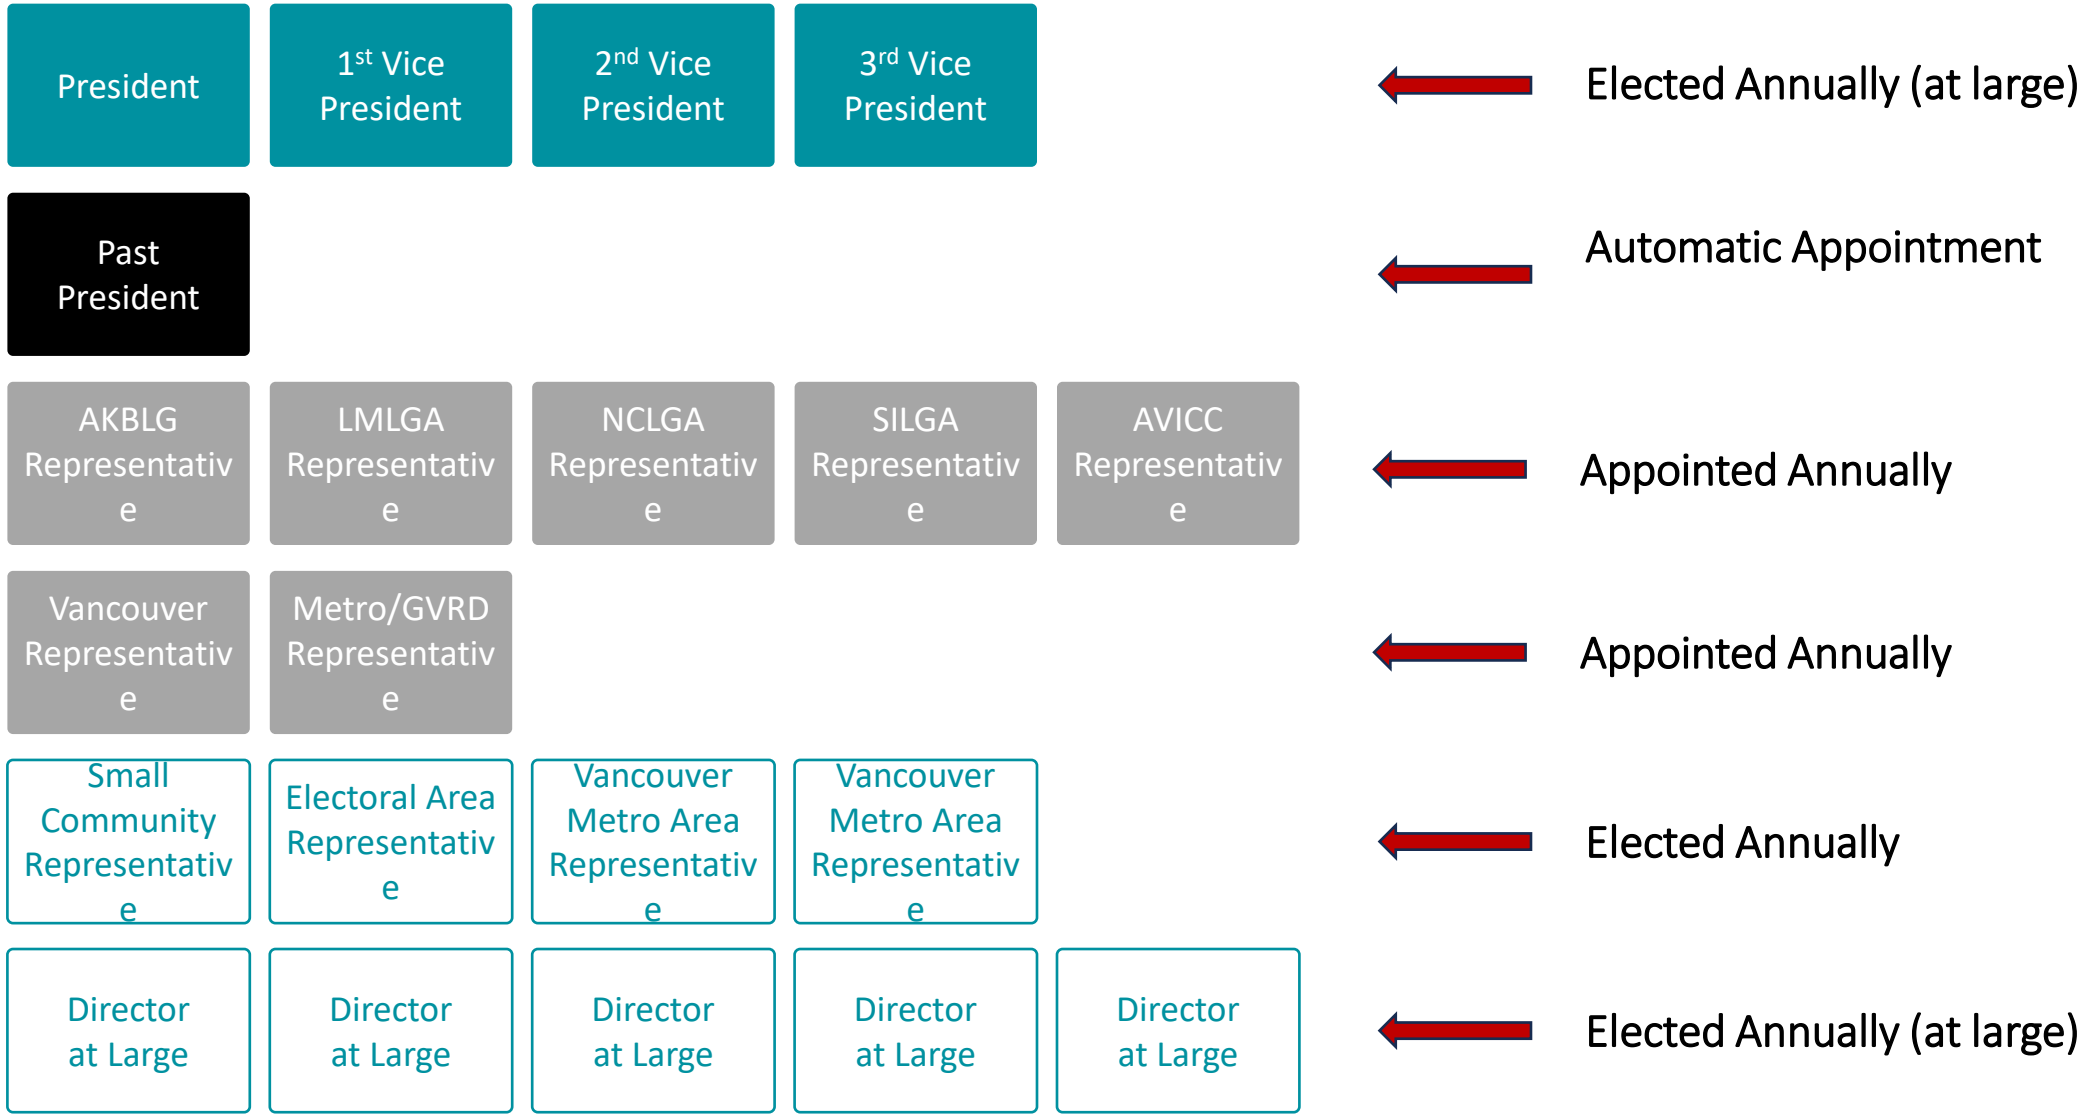 President
1st Vice
President
2nd Vice
President
3rd Vice
President
Elected Annually (at large)
Past
President
Automatic Appointment
AKBLG
Representativ
e
LMLGA
Representativ
e
NCLGA
Representativ
e
SILGA
Representativ
e
AVICC
Representativ
e
Appointed Annually
Vancouver
Representativ
e
Metro/GVRD
Representativ
e
Appointed Annually
Small
Community
Representativ
e
Electoral Area
Representativ
e
Vancouver
Metro Area
Representativ
e
Vancouver
Metro Area
Representativ
e
Elected Annually
Director
at Large
Director
at Large
Director
at Large
Director
at Large
Director
at Large
Elected Annually (at large)